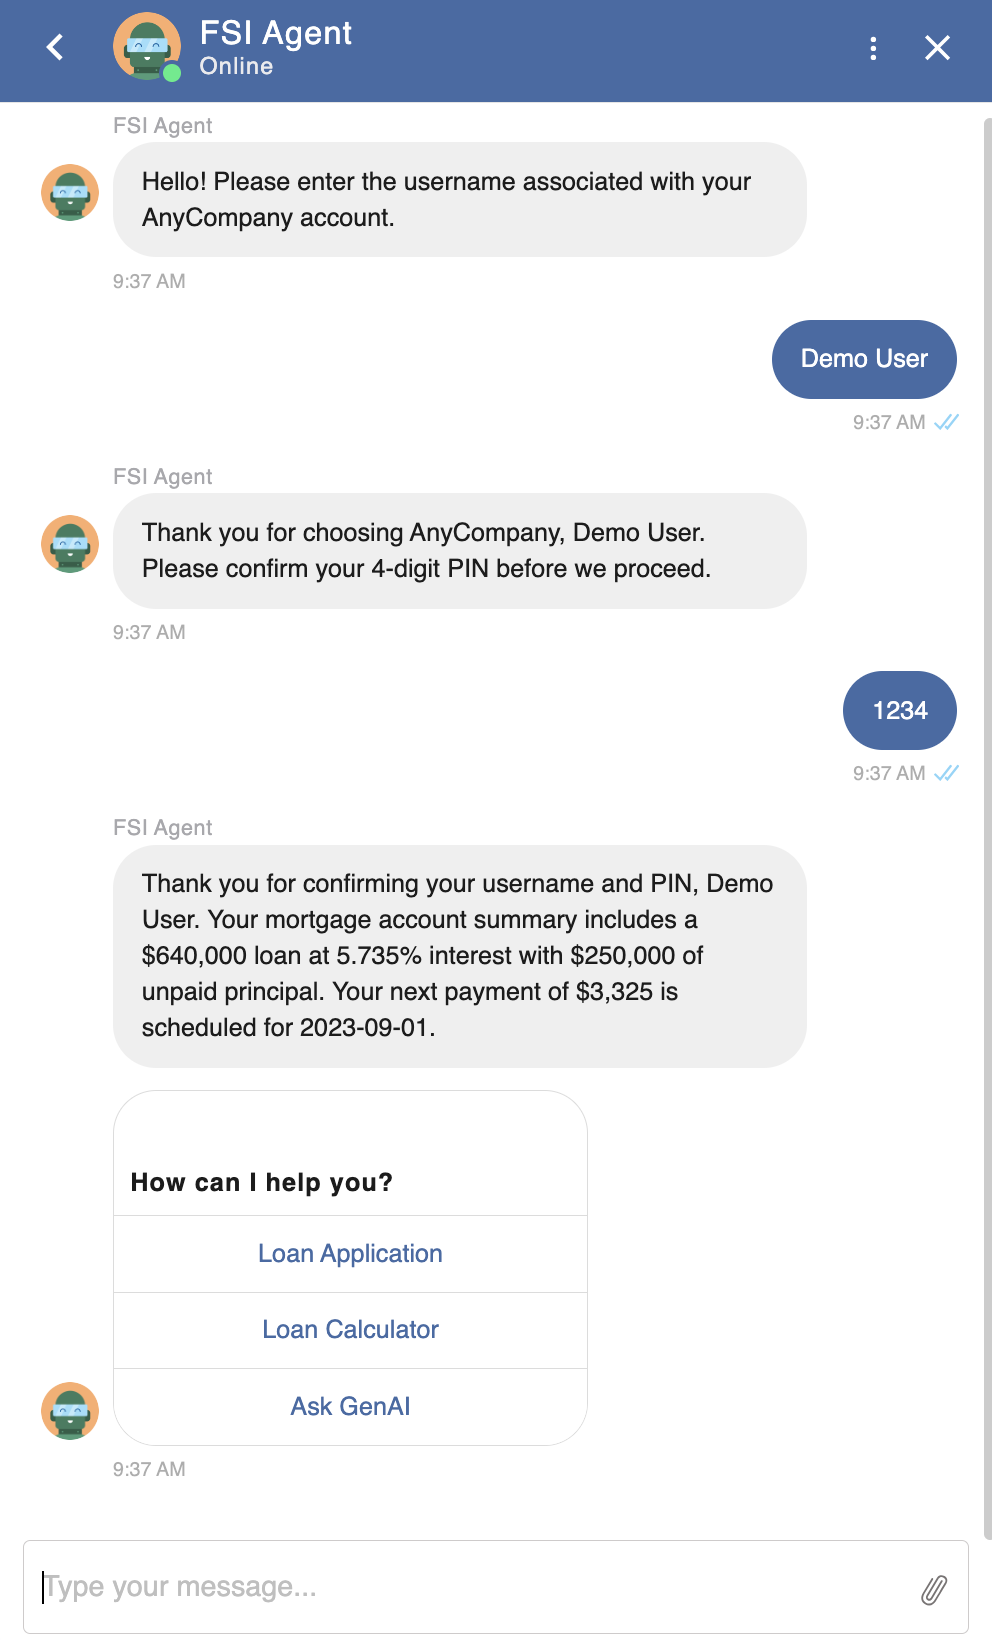 FSI Agent
Online
FSI Agent
Hello! Please enter the username associated with your
AnyCompany account.
9:37 AM
Demo User
9:37 AM
FSI Agent
Thank you for choosing AnyCompany, Demo User.
Please confirm your 4-digit PIN before we proceed.
9:37 AM
1234
9:37 AM
FSI Agent
Thank you for confirming your username and PIN, Demo
User. Your mortgage account summary includes a
$640,000 loan at 5.735% interest with $250,000 of
unpaid principal. Your next payment of $3,325 is
scheduled for 2023-09-01.
How can I help you?
Loan Application
Loan Calculator
Ask GenAI
9:37 AM
Type your message...